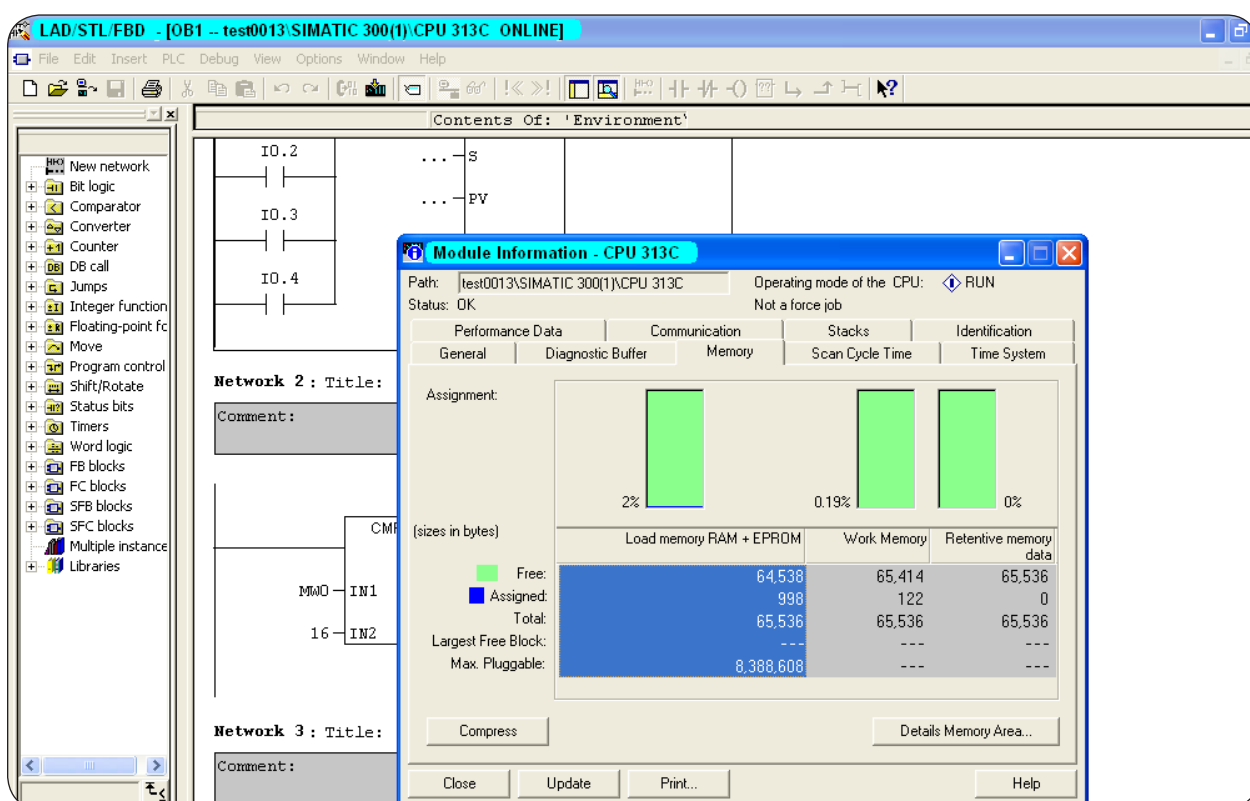 LAD/STL/FBD - [OB1 -- test0013\SIMATIC 300(1)\CPU 313C ONLINE]
File Edit Insert PLC Debug View Options Window Help
Contents Of: 'Environment'
New network
Bit logic
Comparator
Converter
Counter
DB call
Jumps
Integer function
Floating-point fc
Move
Program control
Shift/Rotate
Status bits
Timers
Word logic
FB blocks
FC blocks
SFB blocks
SFC blocks
Multiple instance
Libraries
I0.2
... S
... PV
I0.3
I0.4
Network 2 : Title:
Comment:
CMP
MW0 IN1
16 IN2
Network 3 : Title:
Comment:
Module Information - CPU 313C
Path: test0013\SIMATIC 300(1)\CPU 313C Operating mode of the CPU: RUN
Status: OK Not a force job
Performance Data Communication Stacks Identification
General Diagnostic Buffer Memory Scan Cycle Time Time System
Assignment:
2% 0.19% 0%
(sizes in bytes)
Load memory RAM + EPROM Work Memory Retentive memory data
Free: 64,538 65,414 65,536
Assigned: 998 122 0
Total: 65,536 65,536 65,536
Largest Free Block: --- --- ---
Max. Pluggable: 8,388,608 --- ---
Compress Details Memory Area...
Close Update Print... Help